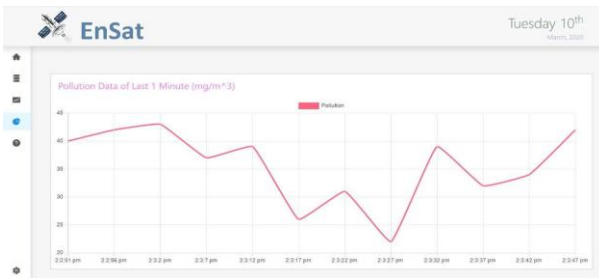 EnSat
Tuesday 10th
March, 2020
Pollution Data of Last 1 Minute (mg/m^3)
Pollution
45
40
35
30
25
20
2:2:51 pm 2:2:56 pm 2:3:2 pm 2:3:7 pm 2:3:12 pm 2:3:17 pm 2:3:22 pm 2:3:27 pm 2:3:32 pm 2:3:37 pm 2:3:42 pm 2:3:47 pm